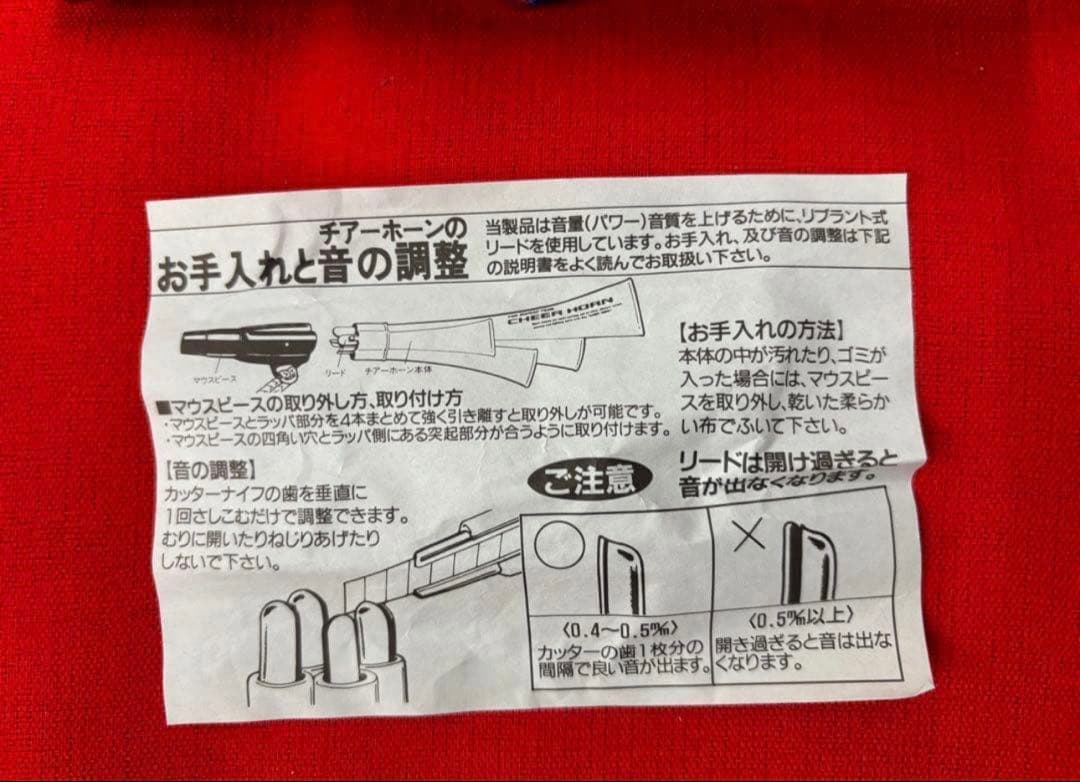 チアーホーンの
お手入れと音の調整
当製品は音量(パワー)音質を上げるために、リプラント式
リードを使用しています。お手入れ、及び音の調整は下記
の説明書をよく読んでお取扱い下さい。
CHEER HORN
マウスピース
リード
チアーホーン本体
■マウスピースの取り外し方、取り付け方
・マウスピースとラッパ部分を4本まとめて強く引き離すと取り外しが可能です。
・マウスピースの四角い穴とラッパ側にある突起部分が合うように取り付けます。
【お手入れの方法】
本体の中が汚れたり、ゴミが
入った場合には、マウスピー
スを取り外し、乾いた柔らか
い布でふいて下さい。
【音の調整】
カッターナイフの歯を垂直に
1回さしこむだけで調整できます。
むりに開いたりねじりあげたり
しないで下さい。
ご注意
リードは開け過ぎると
音が出なくなります。
〈0.4〜0.5㎜〉
カッターの歯1枚分の
間隔で良い音が出ます。
〈0.5㎜以上〉
開き過ぎると音は出な
くなります。